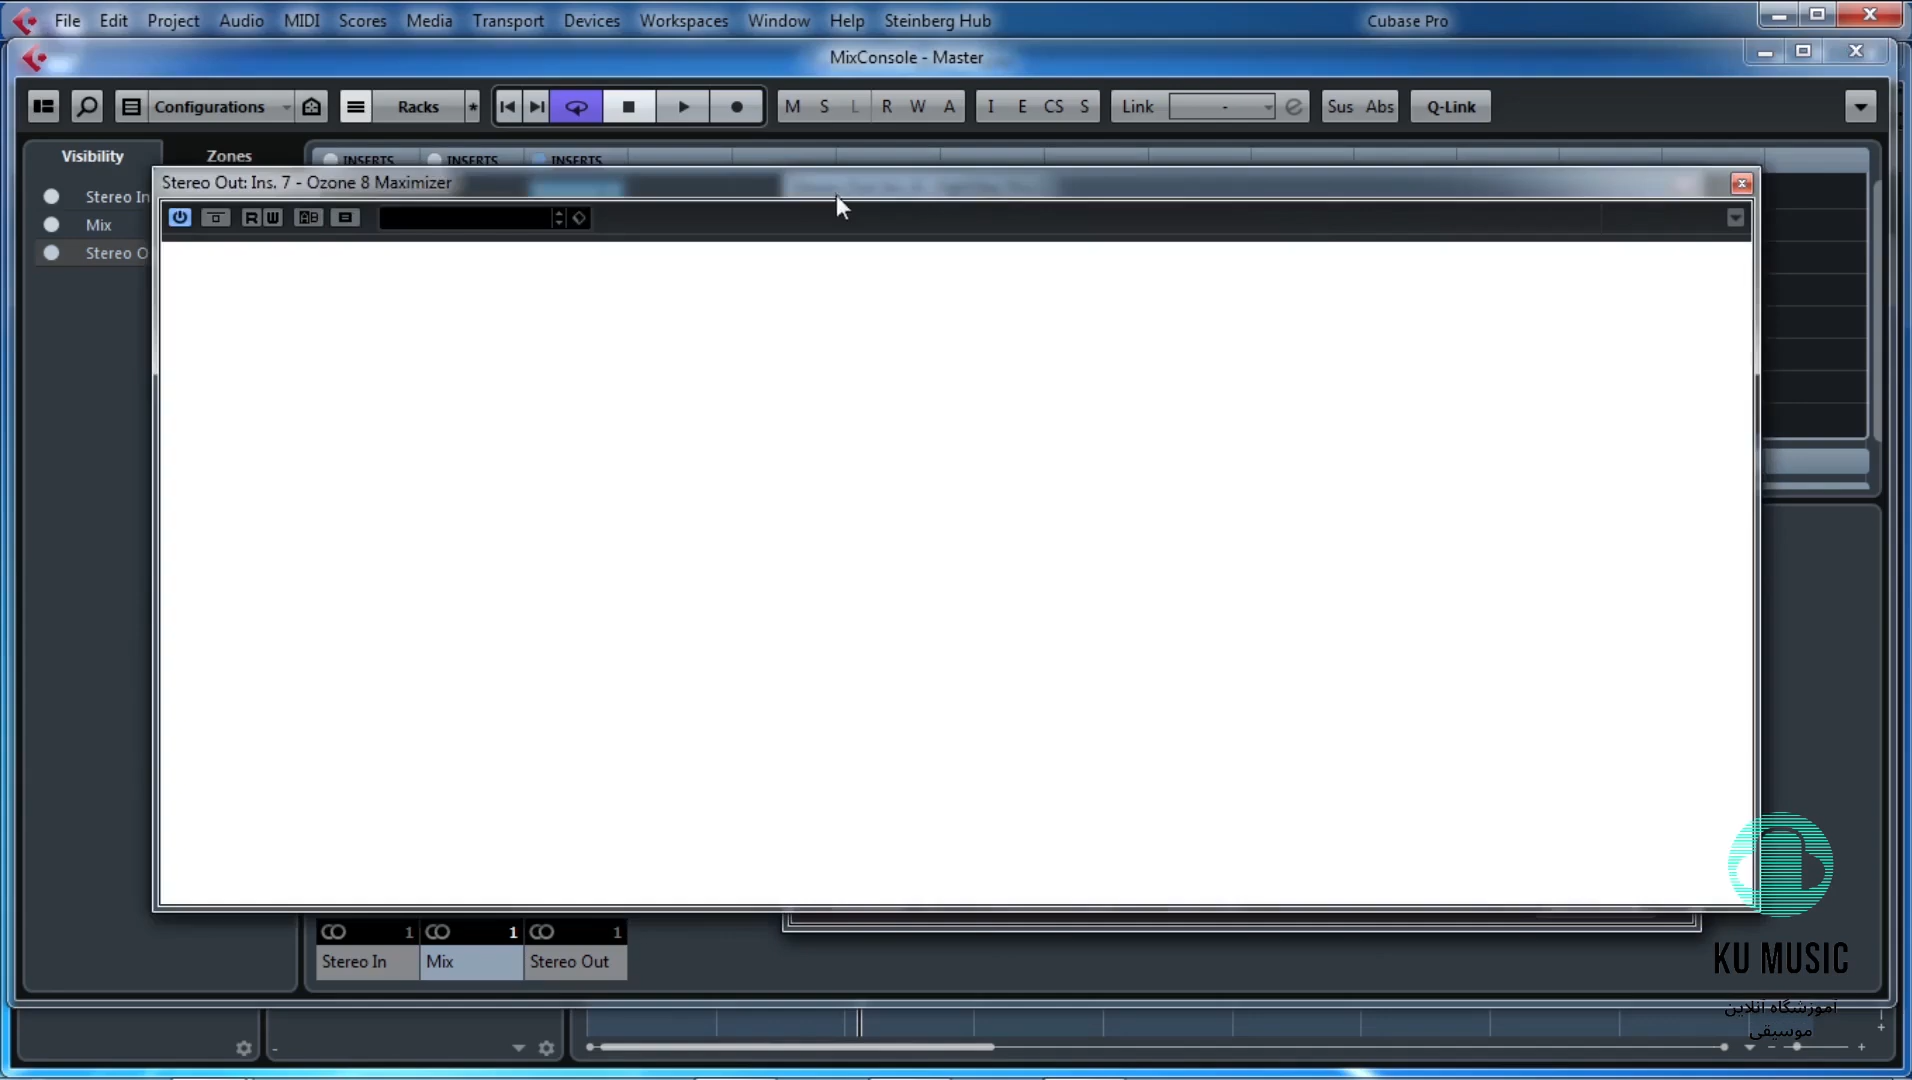 File Edit Project Audio MIDI Scores Media Transport Devices Workspaces Window Help Steinberg Hub Cubase Pro
MixConsole - Master
Configurations Racks M S L R W A I E CS S Link - Sus Abs Q-Link
Visibility Zones INSERTS INSERTS INSERTS
Stereo Out: Ins. 7 - Ozone 8 Maximizer
Stereo In
R W
Mix
Stereo O
1 1 1
Stereo In Mix Stereo Out
KU MUSIC
آموزشگاه آنلاین
موسیقی